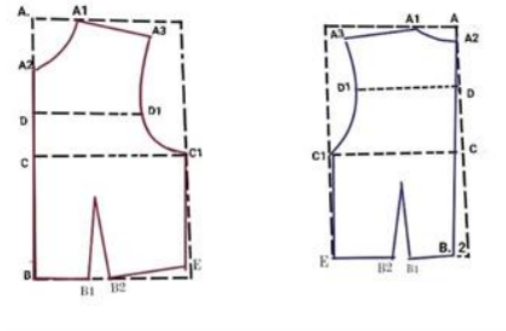 A. A1
A3
A2
D D1
C C1
B B1 B2 E
A1 A
A3 A2
D1 D
C1 C
E B2 B1 B. 2